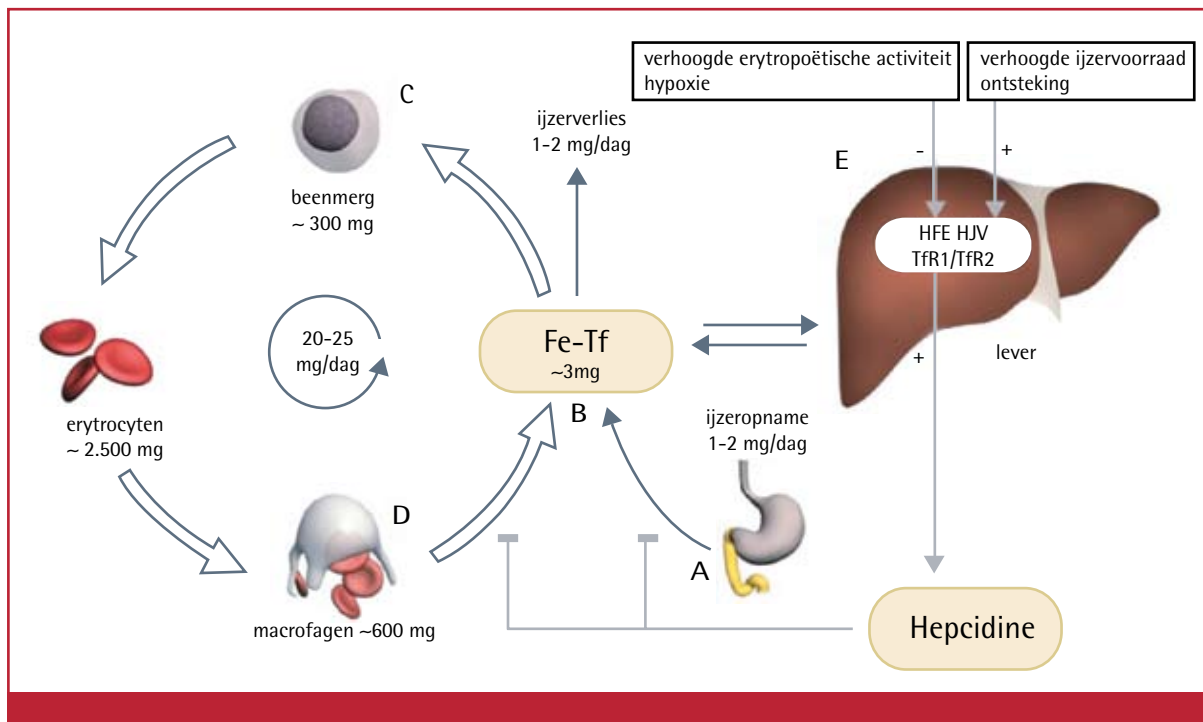 verhoogde erytropoëtische activiteit
hypoxie
verhoogde ijzervoorraad
ontsteking
C
ijzerverlies
1-2 mg/dag
-
+
E
beenmerg
~ 300 mg
HFE HJV
TfR1/TfR2
20-25
mg/dag
Fe-Tf
~3mg
B
+
lever
erytrocyten
~ 2.500 mg
ijzeropname
1-2 mg/dag
D
A
macrofagen ~600 mg
Hepcidine